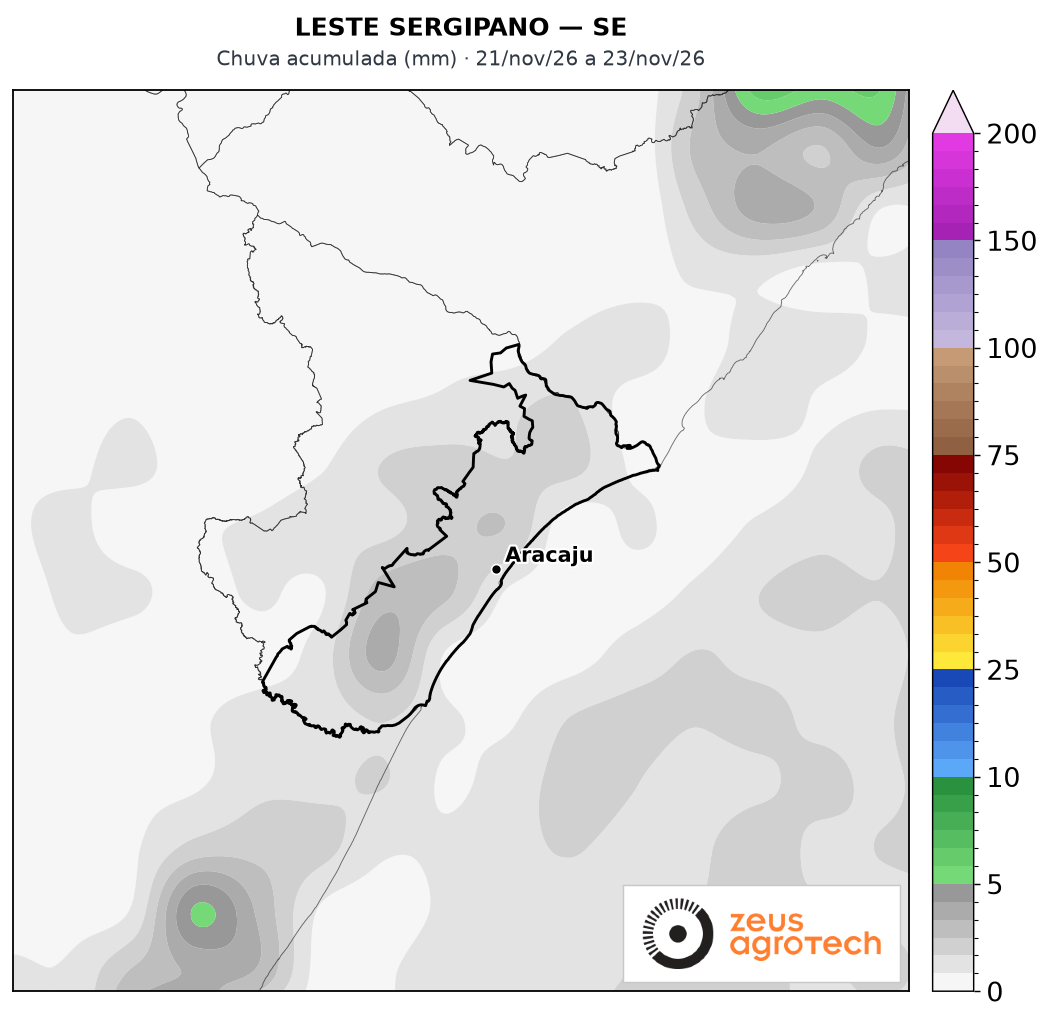 LESTE SERGIPANO — SE
Chuva acumulada (mm) · 21/nov/26 a 23/nov/26
200
150
100
75
50
25
10
5
0
Aracaju
zeus
agrotech